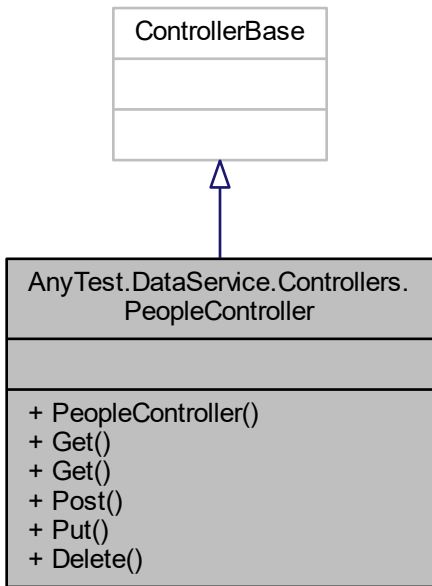 ControllerBase
AnyTest.DataService.Controllers.
PeopleController
+ PeopleController()
+ Get()
+ Get()
+ Post()
+ Put()
+ Delete()